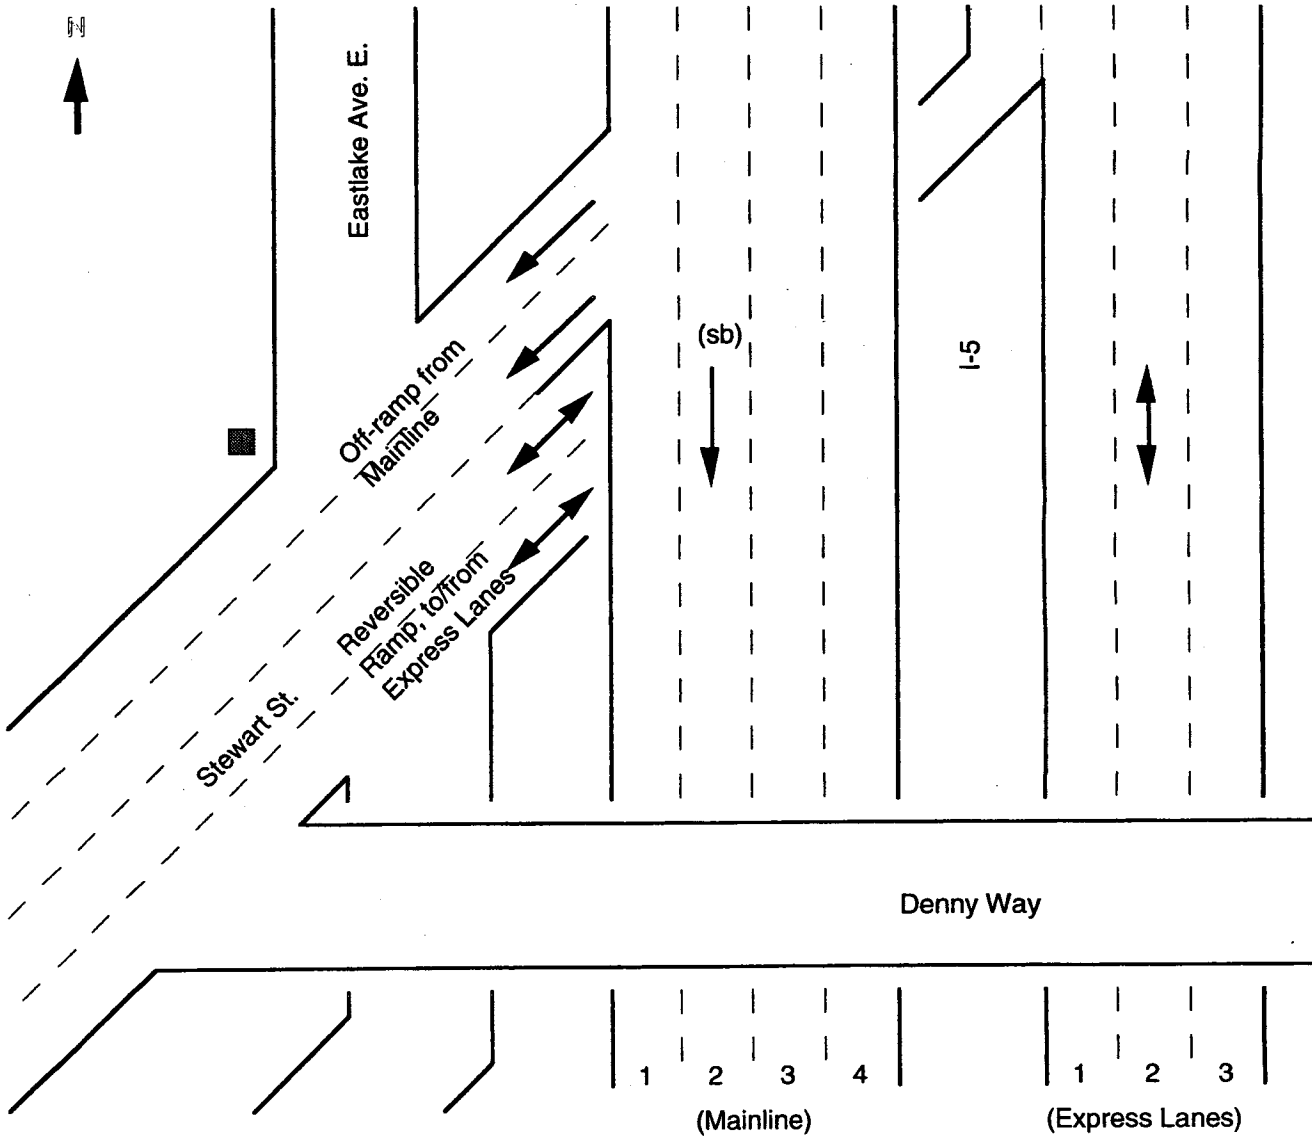 N
Eastlake Ave. E.
(sb)
I-5
Off-ramp from
Mainline
Reversible
Ramp, to/from
Express Lanes
Stewart St.
Denny Way
1 2 3 4 1 2 3
(Mainline) (Express Lanes)